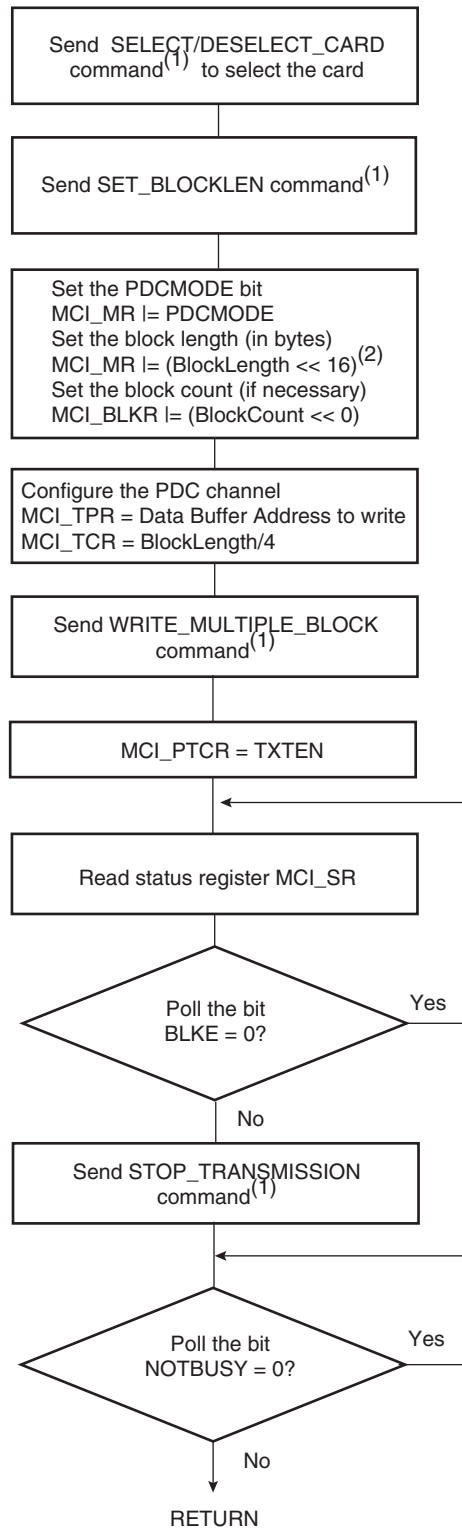 Send SELECT/DESELECT_CARD
command(1) to select the card
Send SET_BLOCKLEN command(1)
Set the PDCMODE bit
MCI_MR |= PDCMODE
Set the block length (in bytes)
MCI_MR |= (BlockLength << 16)(2)
Set the block count (if necessary)
MCI_BLKR |= (BlockCount << 0)
Configure the PDC channel
MCI_TPR = Data Buffer Address to write
MCI_TCR = BlockLength/4
Send WRITE_MULTIPLE_BLOCK
command(1)
MCI_PTCR = TXTEN
Read status register MCI_SR
Poll the bit
BLKE = 0?
Yes
No
Send STOP_TRANSMISSION
command(1)
Poll the bit
NOTBUSY = 0?
Yes
No
RETURN